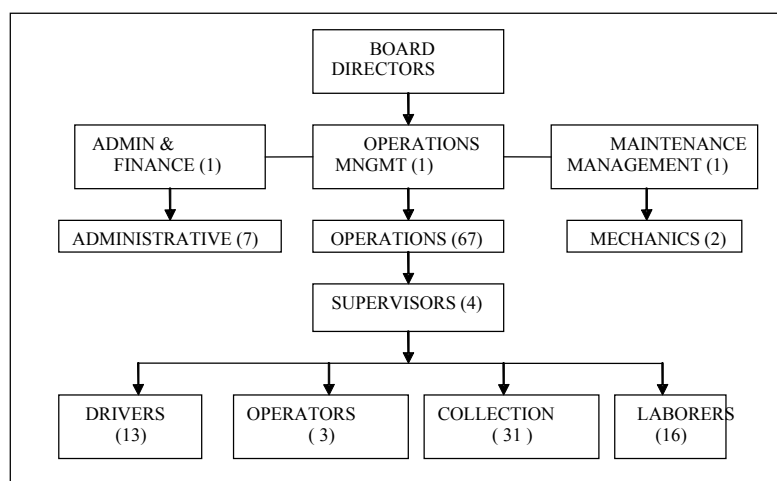 BOARD
DIRECTORS
ADMIN &
FINANCE (1)
OPERATIONS
MNGMT (1)
MAINTENANCE
MANAGEMENT (1)
ADMINISTRATIVE (7)
OPERATIONS (67)
MECHANICS (2)
SUPERVISORS (4)
DRIVERS
(13)
OPERATORS
( 3)
COLLECTION
( 31 )
LABORERS
(16)